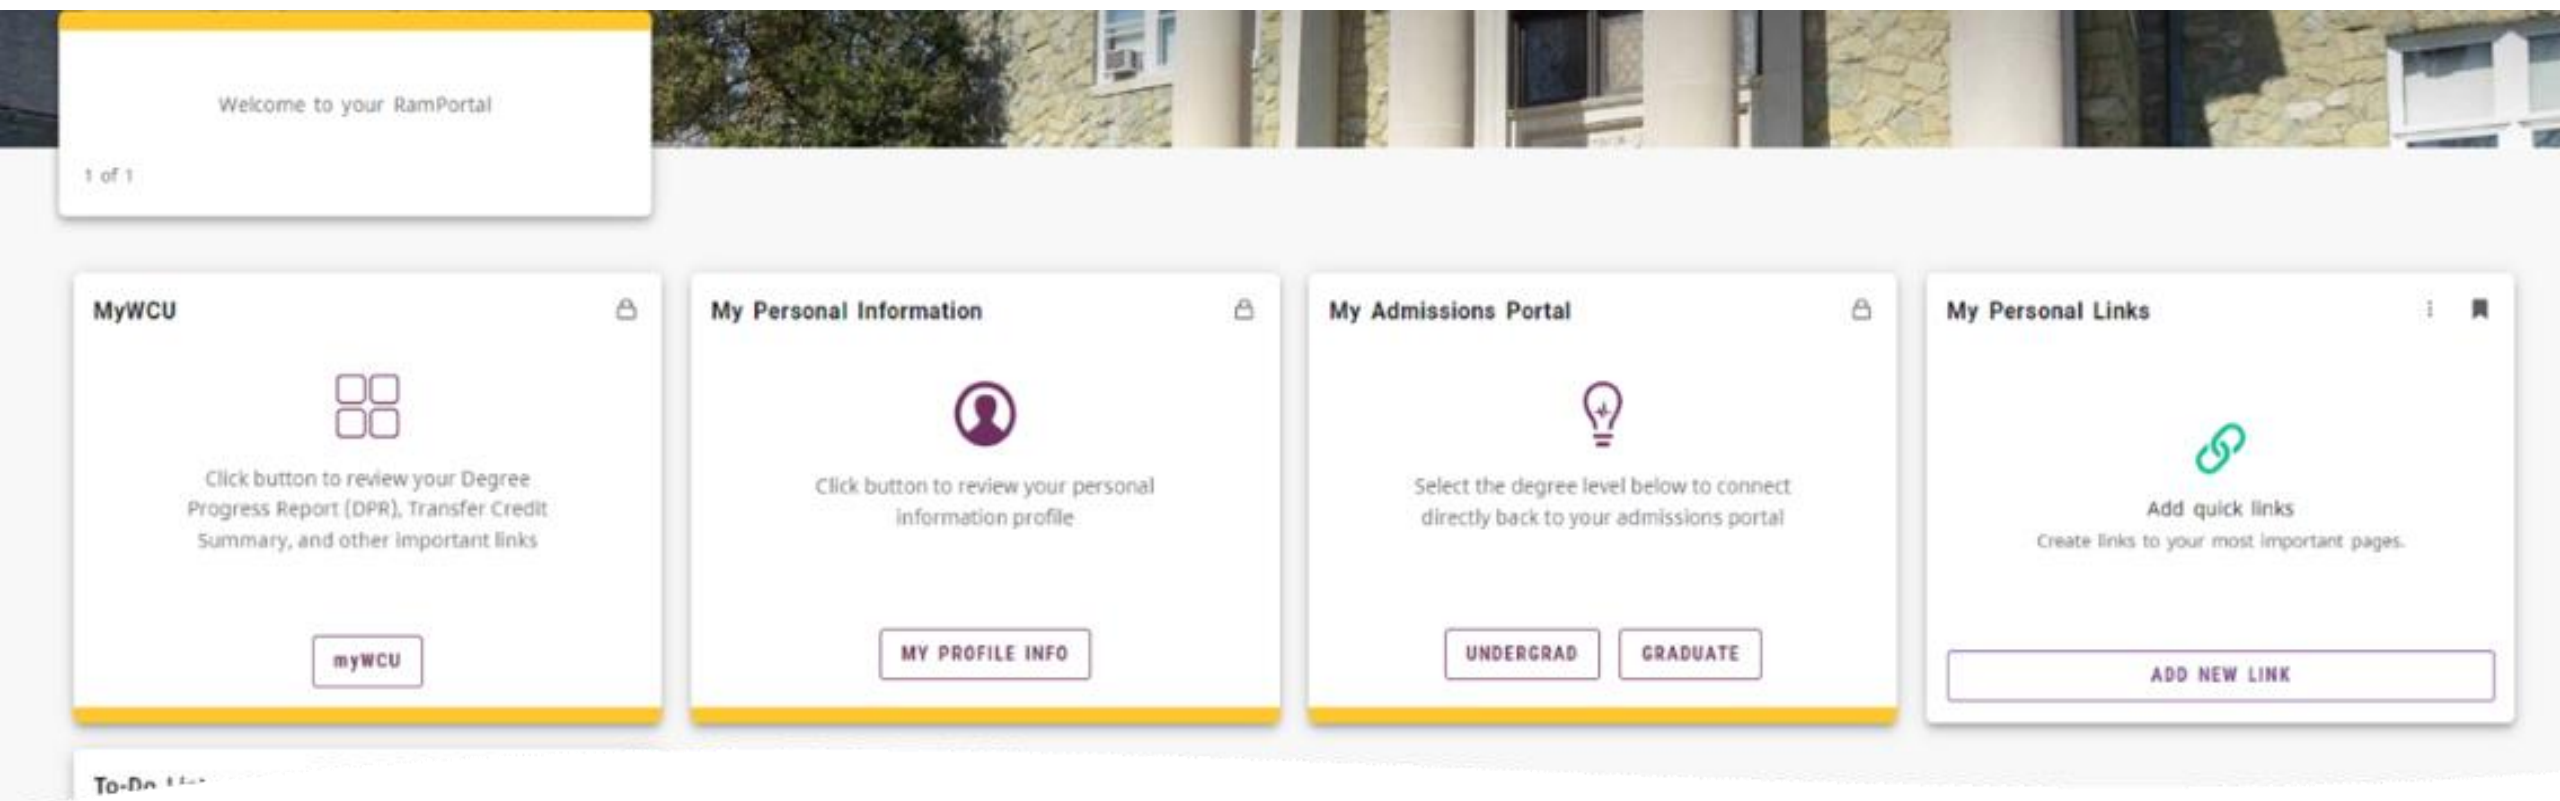 Welcome to your RamPortal
1 of 1
MyWCU
Click button to review your Degree
Progress Report (DPR), Transfer Credit
Summary, and other important links
myWCU
My Personal Information
Click button to review your personal
information profile
MY PROFILE INFO
My Admissions Portal
Select the degree level below to connect
directly back to your admissions portal
UNDERGRAD GRADUATE
My Personal Links
Add quick links
Create links to your most important pages.
ADD NEW LINK
To-Do